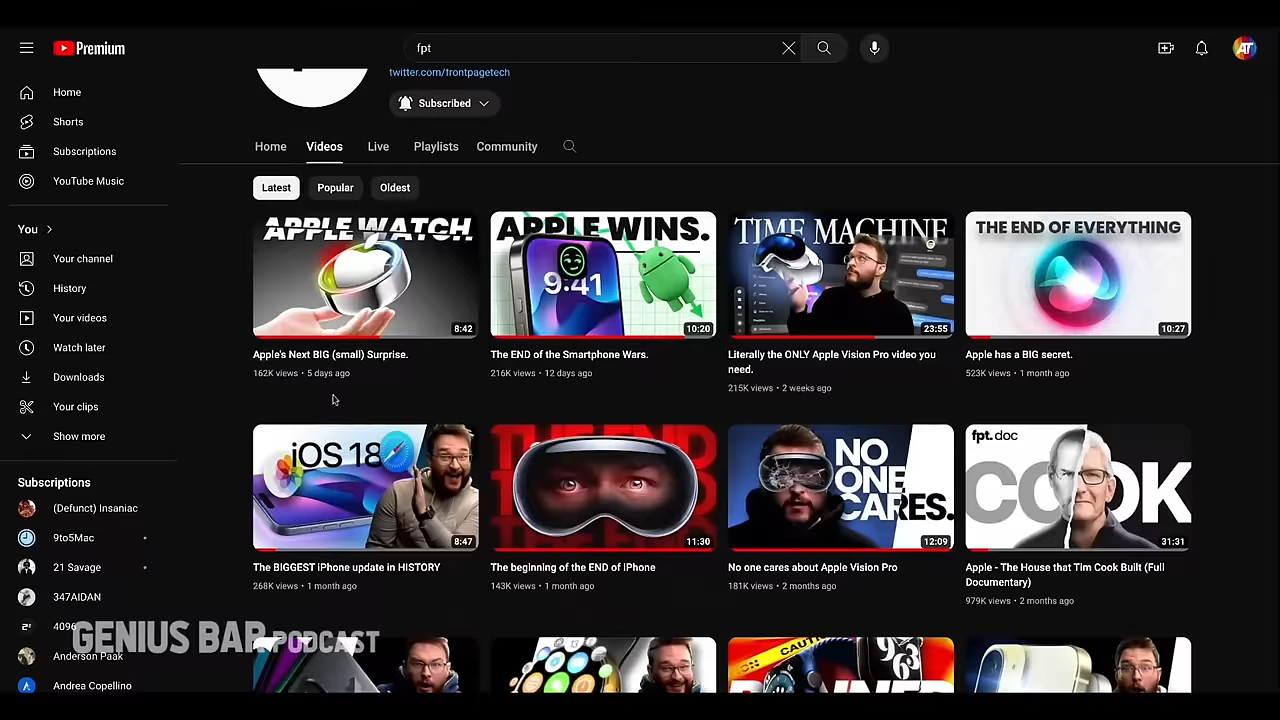 Premium
fpt
AT
twitter.com/frontpagetech
Subscribed
Home
Shorts
Subscriptions
YouTube Music
You
Your channel
History
Your videos
Watch later
Downloads
Your clips
Show more
Subscriptions
(Defunct) Insaniac
9to5Mac
21 Savage
347AIDAN
4096
Anderson Paak
Andrea Copellino
Home Videos Live Playlists Community
Latest Popular Oldest
APPLE WATCH.
8:42
Apple's Next BIG (small) Surprise.
162K views • 5 days ago
APPLE WINS.
9:41
10:20
The END of the Smartphone Wars.
216K views • 12 days ago
TIME MACHINE
23:55
Literally the ONLY Apple Vision Pro video you
need.
215K views • 2 weeks ago
THE END OF EVERYTHING
10:27
Apple has a BIG secret.
523K views • 1 month ago
iOS 18
8:47
The BIGGEST iPhone update in HISTORY
268K views • 1 month ago
THE END
11:30
The beginning of the END of iPhone
143K views • 1 month ago
NO
ONE
CARES.
12:09
No one cares about Apple Vision Pro
181K views • 2 months ago
fpt.doc
COOK
31:31
Apple - The House that Tim Cook Built (Full
Documentary)
979K views • 2 months ago
GENIUS BAR PODCAST